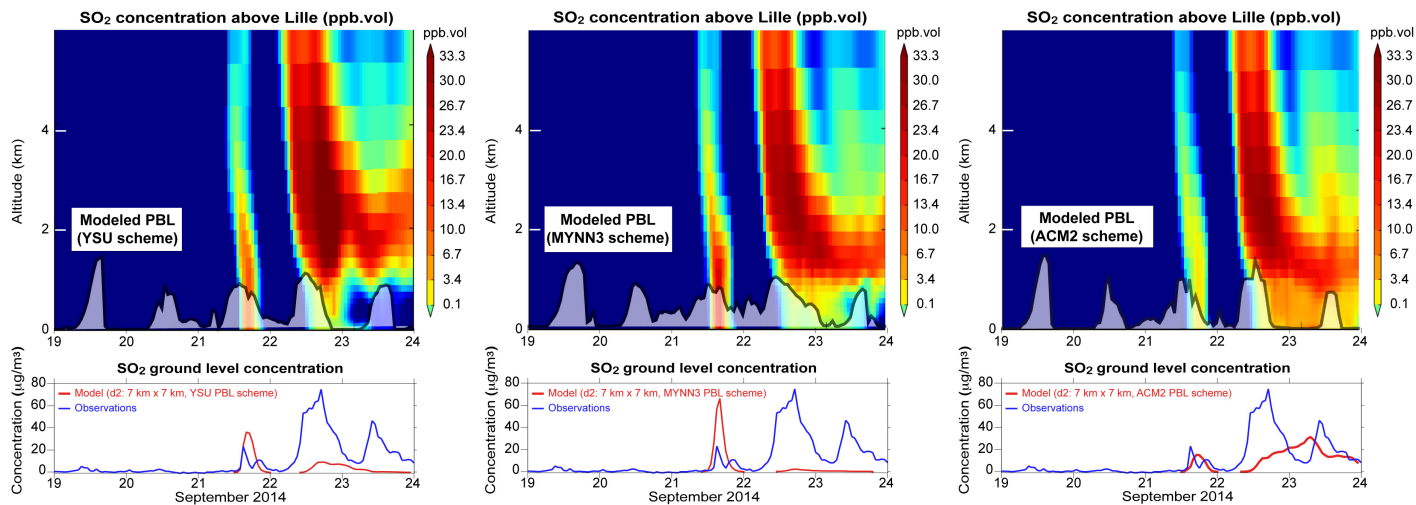 SO₂ concentration above Lille (ppb.vol)
ppb.vol
33.3
30.0
26.7
23.4
20.0
16.7
13.4
10.0
6.7
3.4
0.1
Altitude (km)
4
2
0
Modeled PBL
(YSU scheme)
19 20 21 22 23 24
SO₂ ground level concentration
Concentration (µg/m³)
80
60
40
20
0
Model (d2: 7 km x 7 km, YSU PBL scheme)
Observations
19 20 21 22 23 24
September 2014
SO₂ concentration above Lille (ppb.vol)
ppb.vol
33.3
30.0
26.7
23.4
20.0
16.7
13.4
10.0
6.7
3.4
0.1
Altitude (km)
4
2
0
Modeled PBL
(MYNN3 scheme)
19 20 21 22 23 24
SO₂ ground level concentration
Concentration (µg/m³)
80
60
40
20
0
Model (d2: 7 km x 7 km, MYNN3 PBL scheme)
Observations
19 20 21 22 23 24
September 2014
SO₂ concentration above Lille (ppb.vol)
ppb.vol
33.3
30.0
26.7
23.4
20.0
16.7
13.4
10.0
6.7
3.4
0.1
Altitude (km)
4
2
0
Modeled PBL
(ACM2 scheme)
19 20 21 22 23 24
SO₂ ground level concentration
Concentration (µg/m³)
80
60
40
20
0
Model (d2: 7 km x 7 km, ACM2 PBL scheme)
Observations
19 20 21 22 23 24
September 2014